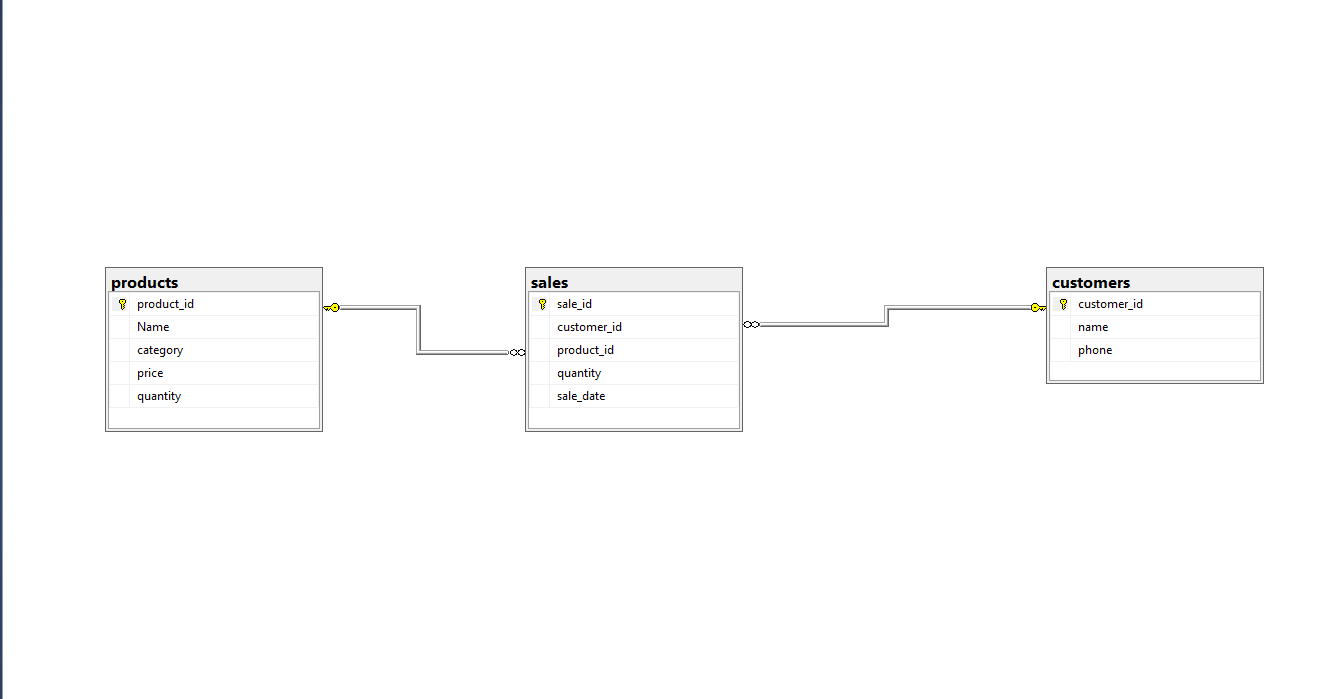 products
product_id
Name
category
price
quantity
sales
sale_id
customer_id
product_id
quantity
sale_date
customers
customer_id
name
phone